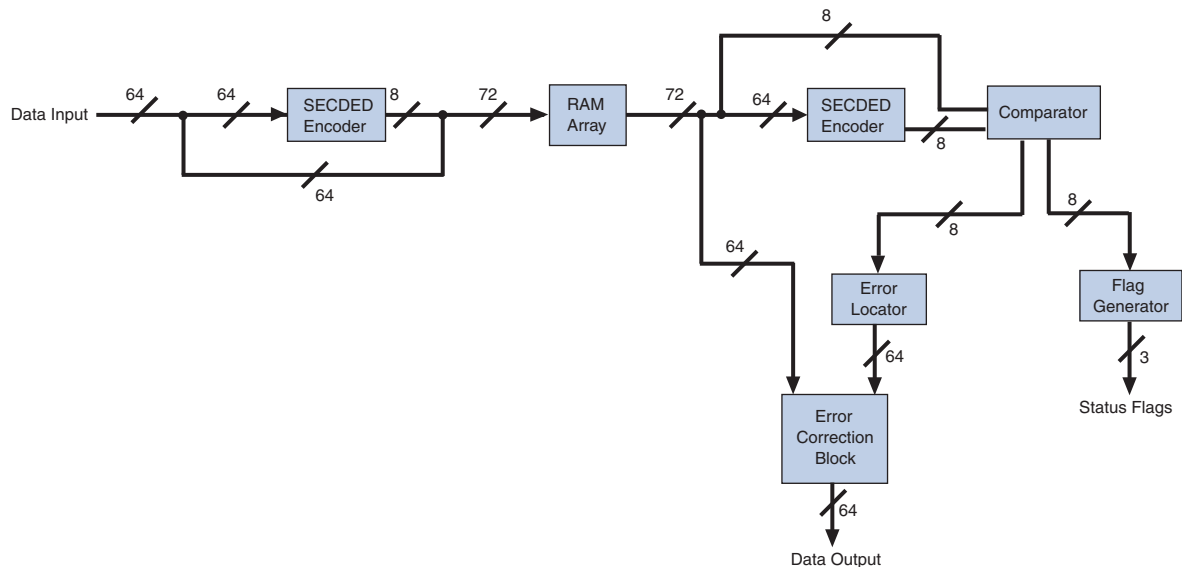 8
64
64
8
72
72
64
Data Input
SECDED
Encoder
RAM
Array
SECDED
Encoder
Comparator
8
64
8
8
64
Error
Locator
Flag
Generator
64
3
Status Flags
Error
Correction
Block
64
Data Output